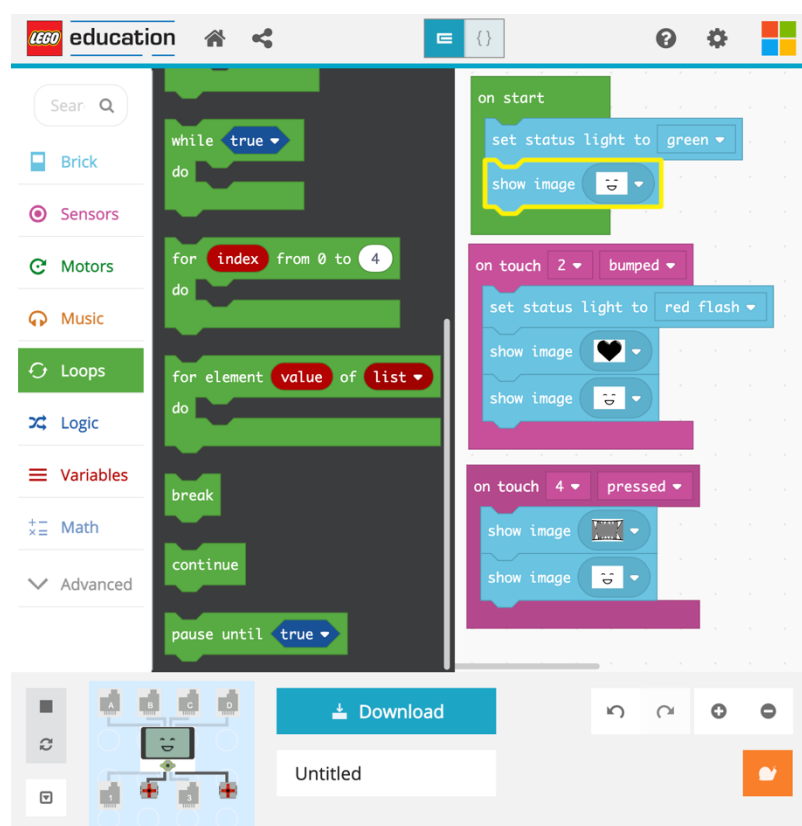 LEGO education
{ }
Sear
Brick
Sensors
Motors
Music
Loops
Logic
Variables
Math
Advanced
while true
do
for index from 0 to 4
do
for element value of list
do
break
continue
pause until true
on start
set status light to green
show image
on touch 2 bumped
set status light to red flash
show image
show image
on touch 4 pressed
show image
show image
A B C D
1 3
Download
Untitled